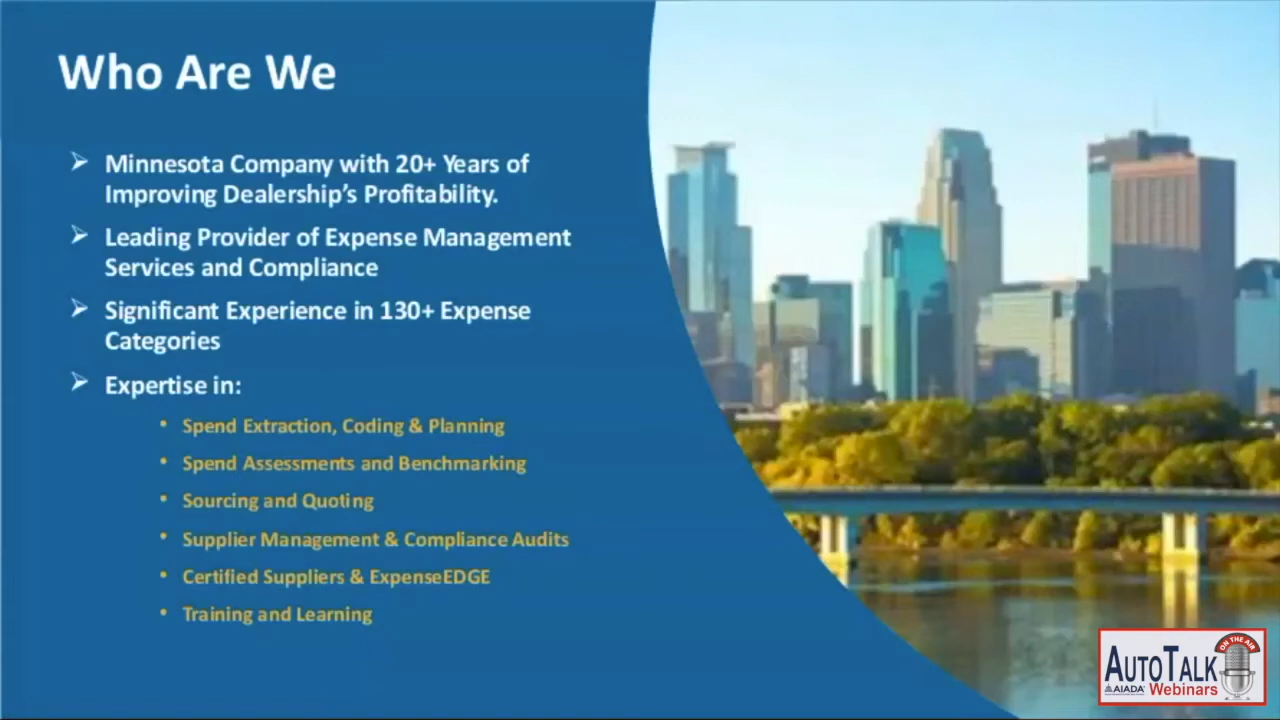 Who Are We
Minnesota Company with 20+ Years of
Improving Dealership's Profitability.
Leading Provider of Expense Management
Services and Compliance
Significant Experience in 130+ Expense
Categories
Expertise in:
Spend Extraction, Coding & Planning
Spend Assessments and Benchmarking
Sourcing and Quoting
Supplier Management & Compliance Audits
Certified Suppliers & ExpenseEDGE
Training and Learning
ON THE AIR
AUTOTALK
AIADA Webinars